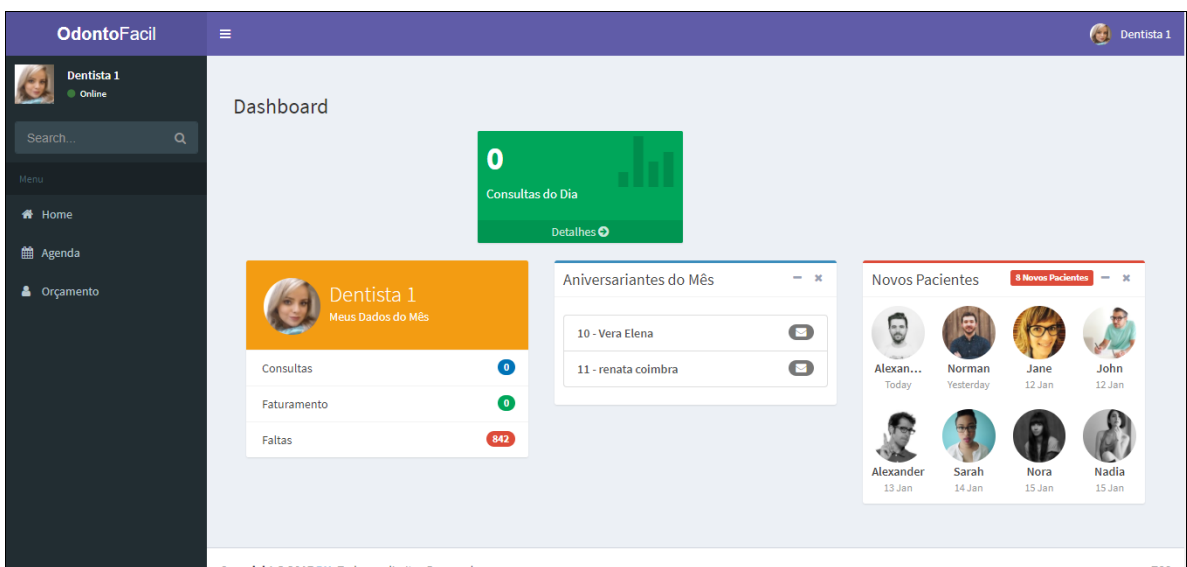 OdontoFacil
Dentista 1
Dentista 1
Online
Search...
Menu
Home
Agenda
Orçamento
Dashboard
0
Consultas do Dia
Detalhes
Dentista 1
Meus Dados do Mês
Consultas 0
Faturamento 0
Faltas 842
Aniversariantes do Mês
10 - Vera Elena
11 - renata coimbra
Novos Pacientes 8 Novos Pacientes
Alexan... Norman Jane John
Today Yesterday 12 Jan 12 Jan
Alexander Sarah Nora Nadia
13 Jan 14 Jan 15 Jan 15 Jan